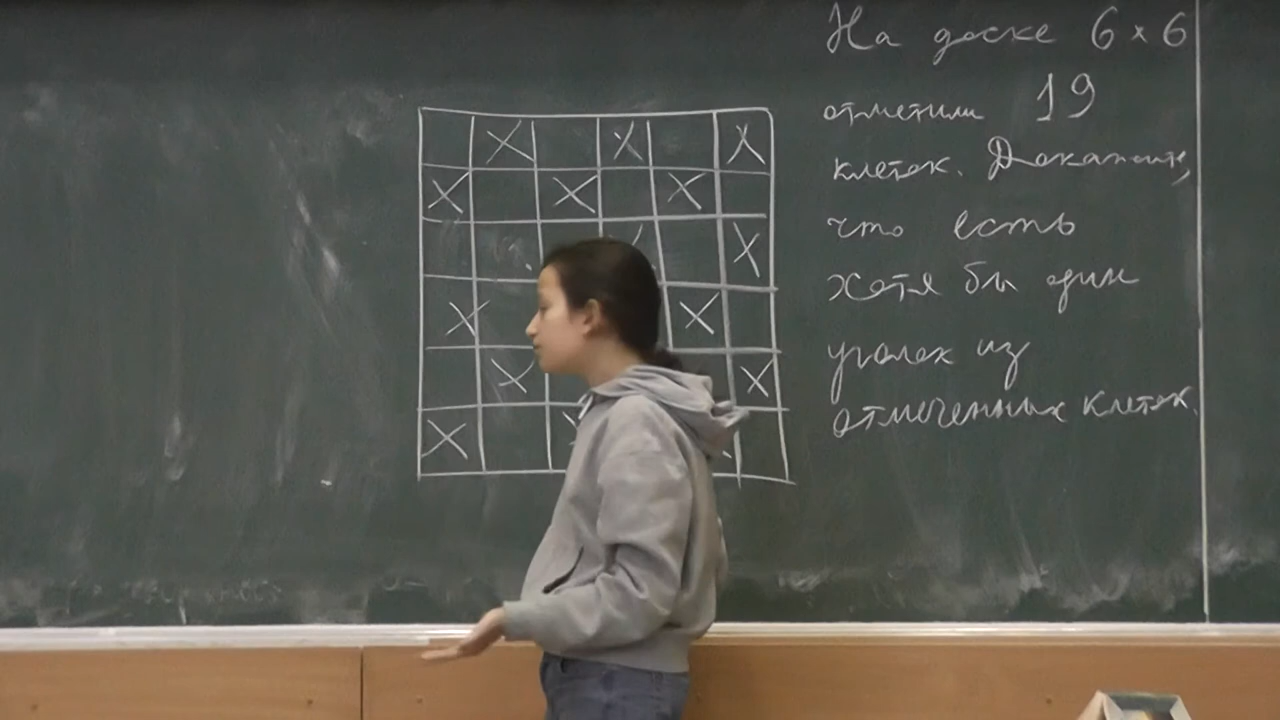 На доске 6 × 6
отметили 19
клеток. Докажите,
что есть
хотя бы один
уголок из
отмеченных клеток.